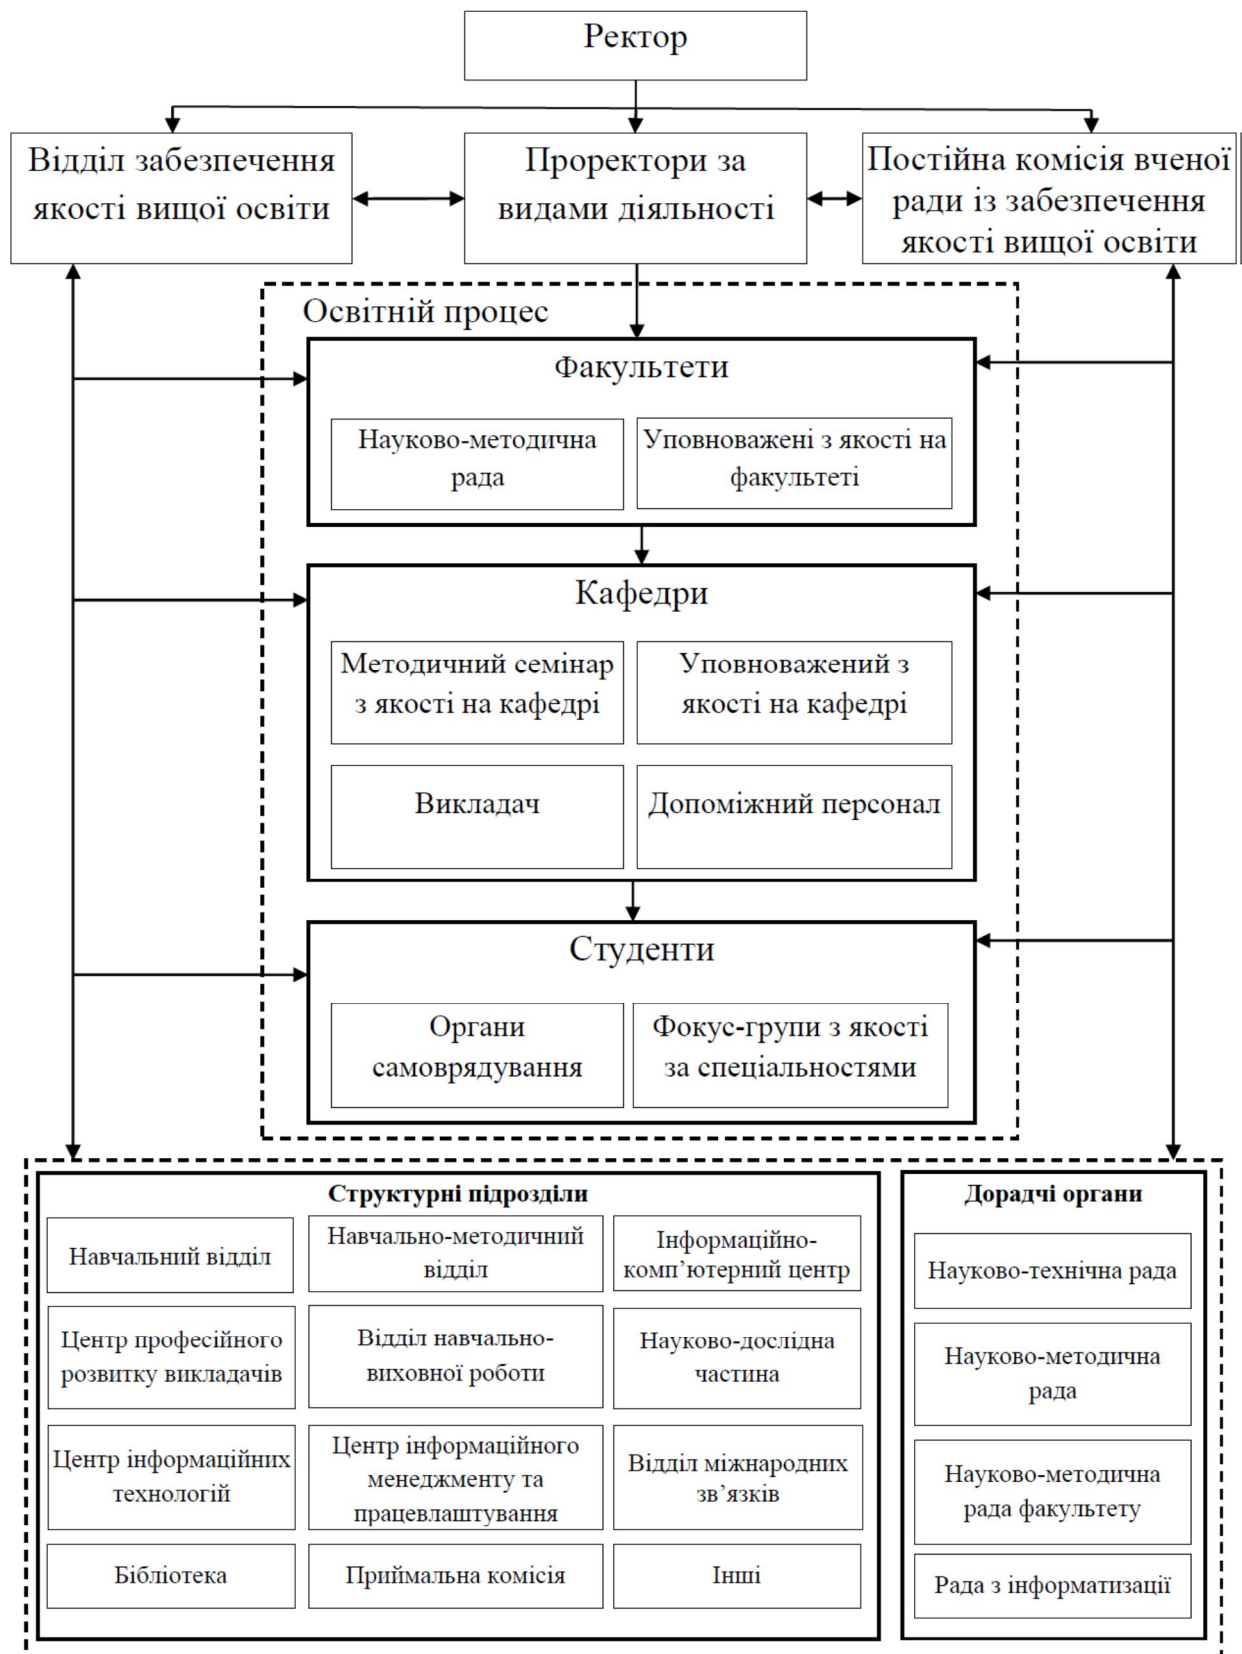 Ректор
Відділ забезпечення
якості вищої освіти
Проректори за
видами діяльності
Постійна комісія вченої
ради із забезпечення
якості вищої освіти
Освітній процес
Факультети
Науково-методична
рада
Уповноважені з якості на
факультеті
Кафедри
Методичний семінар
з якості на кафедрі
Уповноважений з
якості на кафедрі
Викладач
Допоміжний персонал
Студенти
Органи
самоврядування
Фокус-групи з якості
за спеціальностями
Структурні підрозділи
Навчальний відділ
Навчально-методичний
відділ
Інформаційно-
комп’ютерний центр
Центр професійного
розвитку викладачів
Відділ навчально-
виховної роботи
Науково-дослідна
частина
Центр інформаційних
технологій
Центр інформаційного
менеджменту та
працевлаштування
Відділ міжнародних
зв’язків
Бібліотека
Приймальна комісія
Інші
Дорадчі органи
Науково-технічна рада
Науково-методична
рада
Науково-методична
рада факультету
Рада з інформатизації